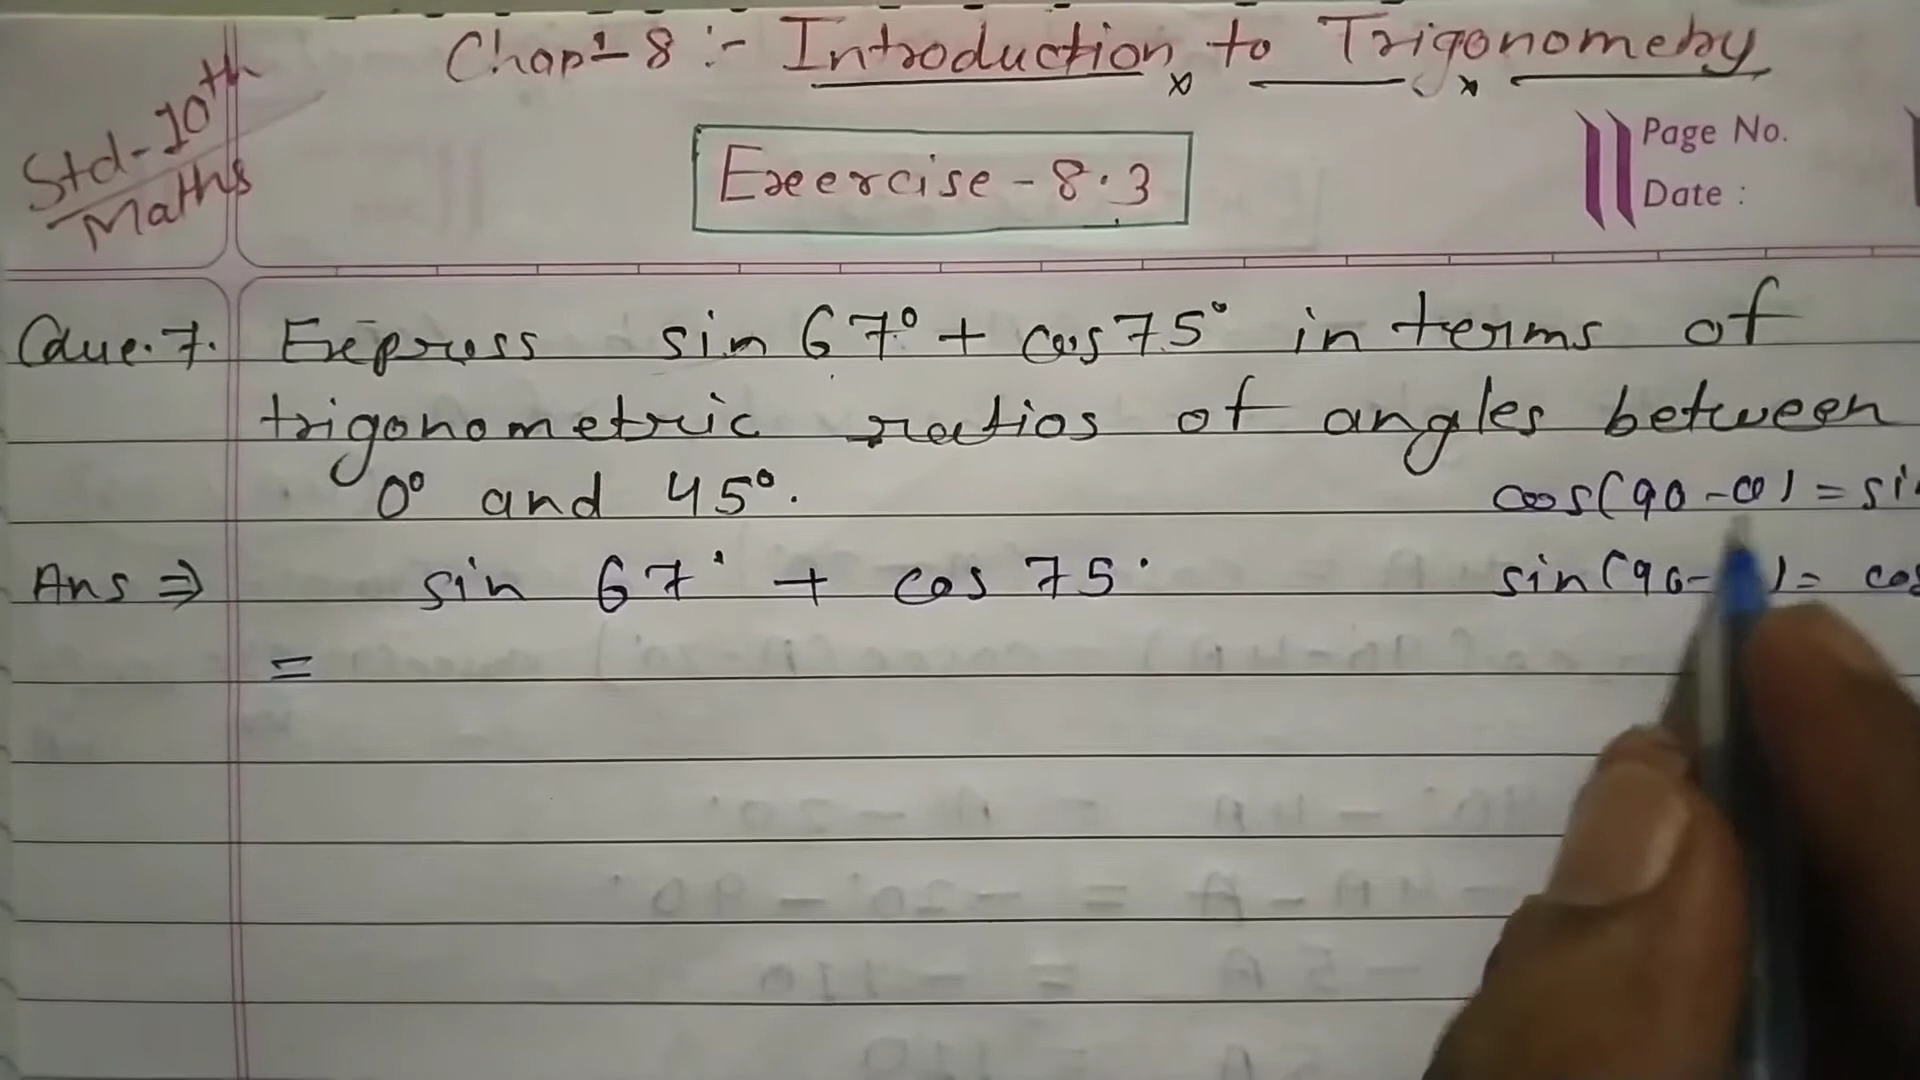 Chap-8 :- Introduction to Trigonometry
Std-10th
Maths
Exercise - 8.3
Page No.
Date :
Que.7. Express sin 67° + cos 75° in terms of
trigonometric ratios of angles between
0° and 45°.
cos(90-θ) = sin
Ans ⇒ sin 67° + cos 75°
sin(90- ) = cos
=